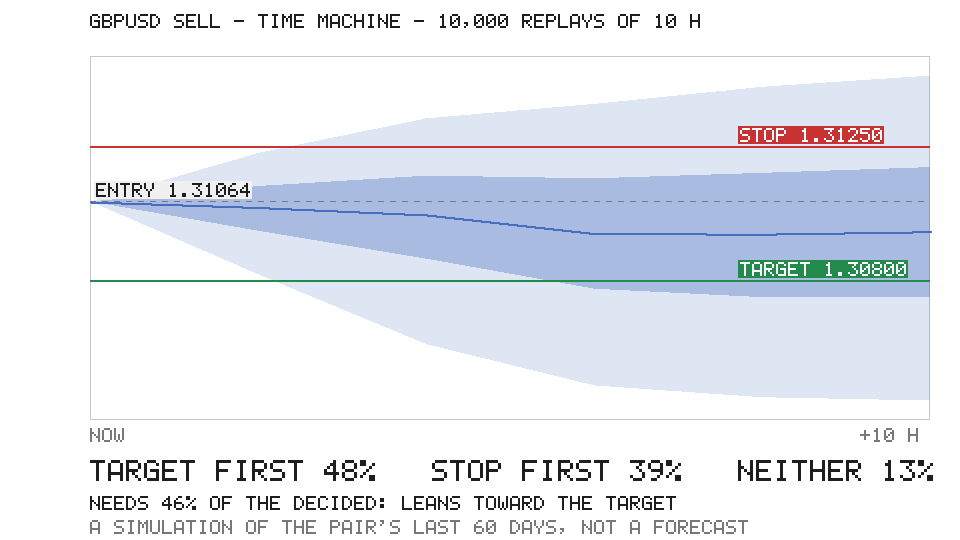 GBPUSD SELL - TIME MACHINE - 10,000 REPLAYS OF 10 H
STOP 1.31250
ENTRY 1.31064
TARGET 1.30800
NOW +10 H
TARGET FIRST 48% STOP FIRST 39% NEITHER 13%
NEEDS 46% OF THE DECIDED: LEANS TOWARD THE TARGET
A SIMULATION OF THE PAIR'S LAST 60 DAYS, NOT A FORECAST